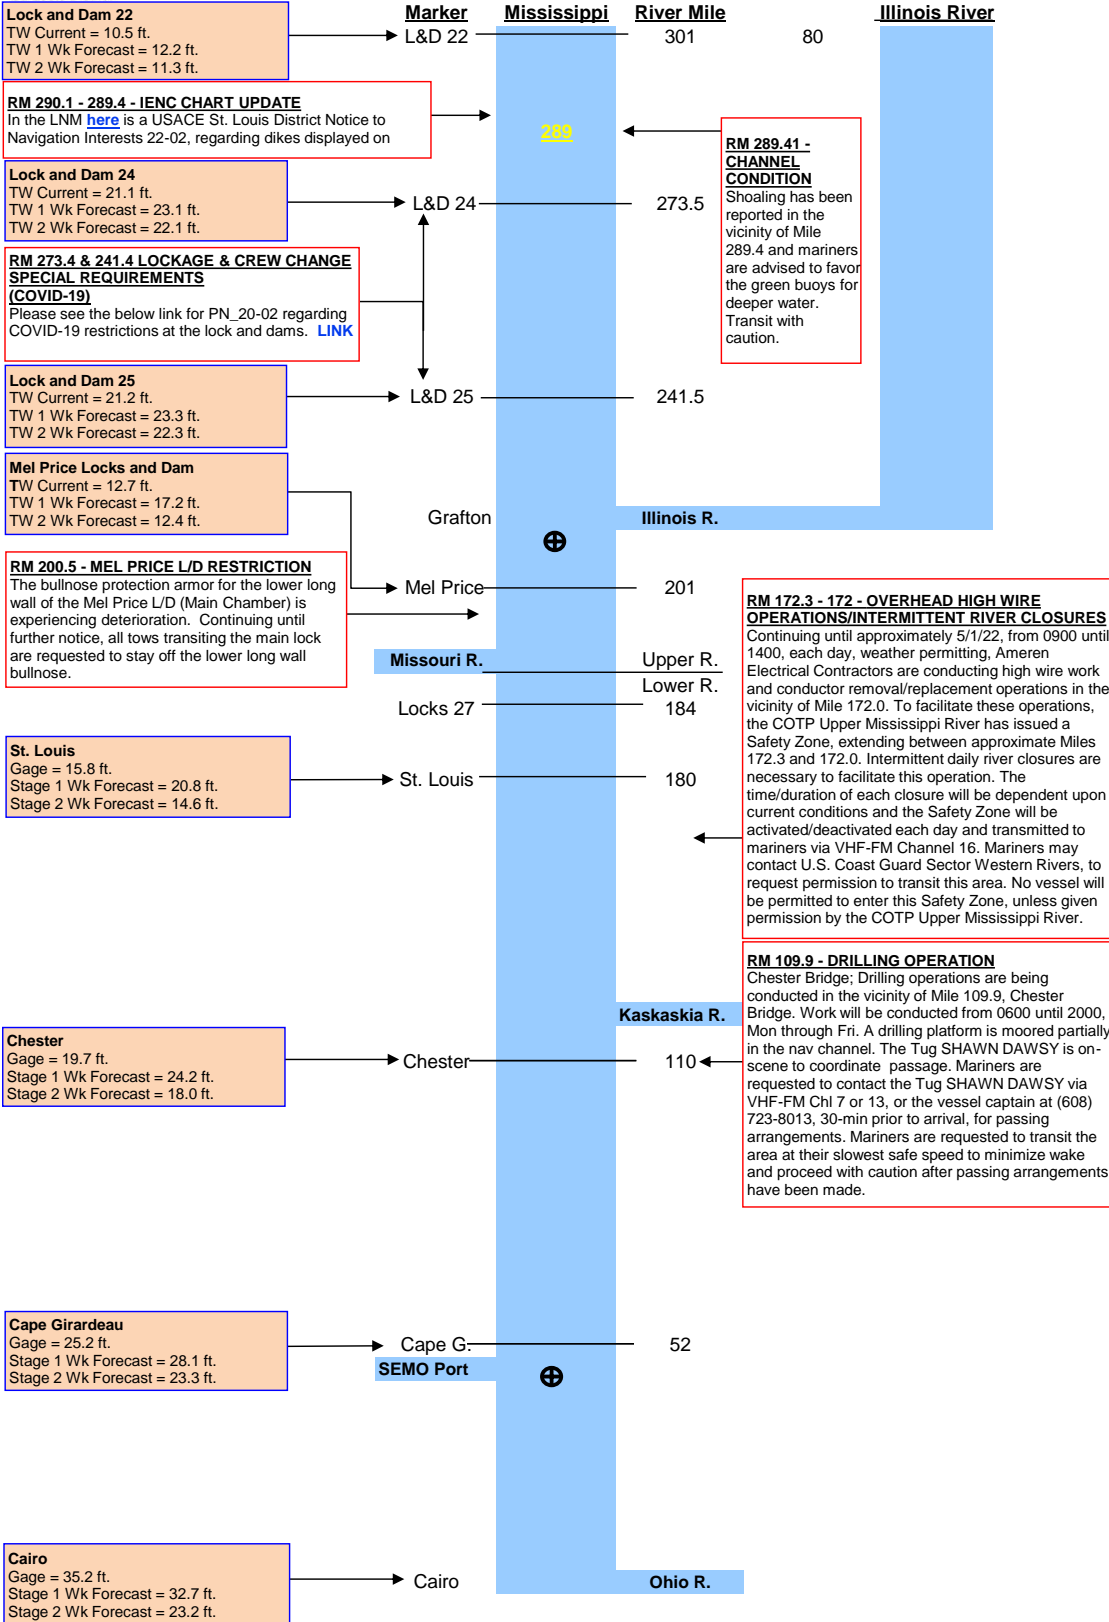 Marker
Mississippi
River Mile
Illinois River
Lock and Dam 22
TW Current = 10.5 ft.
TW 1 Wk Forecast = 12.2 ft.
TW 2 Wk Forecast = 11.3 ft.
L&D 22
301
80
RM 290.1 - 289.4 - IENC CHART UPDATE
In the LNM here is a USACE St. Louis District Notice to
Navigation Interests 22-02, regarding dikes displayed on
289
RM 289.41 -
CHANNEL
CONDITION
Shoaling has been
reported in the
vicinity of Mile
289.4 and mariners
are advised to favor
the green buoys for
deeper water.
Transit with
caution.
Lock and Dam 24
TW Current = 21.1 ft.
TW 1 Wk Forecast = 23.1 ft.
TW 2 Wk Forecast = 22.1 ft.
L&D 24
273.5
RM 273.4 & 241.4 LOCKAGE & CREW CHANGE
SPECIAL REQUIREMENTS
(COVID-19)
Please see the below link for PN_20-02 regarding
COVID-19 restrictions at the lock and dams. LINK
Lock and Dam 25
TW Current = 21.2 ft.
TW 1 Wk Forecast = 23.3 ft.
TW 2 Wk Forecast = 22.3 ft.
L&D 25
241.5
Mel Price Locks and Dam
TW Current = 12.7 ft.
TW 1 Wk Forecast = 17.2 ft.
TW 2 Wk Forecast = 12.4 ft.
Grafton
Illinois R.
RM 200.5 - MEL PRICE L/D RESTRICTION
The bullnose protection armor for the lower long
wall of the Mel Price L/D (Main Chamber) is
experiencing deterioration. Continuing until
further notice, all tows transiting the main lock
are requested to stay off the lower long wall
bullnose.
Mel Price
201
Missouri R.
Upper R.
Lower R.
Locks 27
184
RM 172.3 - 172 - OVERHEAD HIGH WIRE
OPERATIONS/INTERMITTENT RIVER CLOSURES
Continuing until approximately 5/1/22, from 0900 until
1400, each day, weather permitting, Ameren
Electrical Contractors are conducting high wire work
and conductor removal/replacement operations in the
vicinity of Mile 172.0. To facilitate these operations,
the COTP Upper Mississippi River has issued a
Safety Zone, extending between approximate Miles
172.3 and 172.0. Intermittent daily river closures are
necessary to facilitate this operation. The
time/duration of each closure will be dependent upon
current conditions and the Safety Zone will be
activated/deactivated each day and transmitted to
mariners via VHF-FM Channel 16. Mariners may
contact U.S. Coast Guard Sector Western Rivers, to
request permission to transit this area. No vessel will
be permitted to enter this Safety Zone, unless given
permission by the COTP Upper Mississippi River.
St. Louis
Gage = 15.8 ft.
Stage 1 Wk Forecast = 20.8 ft.
Stage 2 Wk Forecast = 14.6 ft.
St. Louis
180
RM 109.9 - DRILLING OPERATION
Chester Bridge; Drilling operations are being
conducted in the vicinity of Mile 109.9, Chester
Bridge. Work will be conducted from 0600 until 2000,
Mon through Fri. A drilling platform is moored partially
in the nav channel. The Tug SHAWN DAWSY is on-
scene to coordinate passage. Mariners are
requested to contact the Tug SHAWN DAWSY via
VHF-FM Chl 7 or 13, or the vessel captain at (608)
723-8013, 30-min prior to arrival, for passing
arrangements. Mariners are requested to transit the
area at their slowest safe speed to minimize wake
and proceed with caution after passing arrangements
have been made.
Kaskaskia R.
Chester
Gage = 19.7 ft.
Stage 1 Wk Forecast = 24.2 ft.
Stage 2 Wk Forecast = 18.0 ft.
Chester
110
Cape Girardeau
Gage = 25.2 ft.
Stage 1 Wk Forecast = 28.1 ft.
Stage 2 Wk Forecast = 23.3 ft.
Cape G.
52
SEMO Port
Cairo
Gage = 35.2 ft.
Stage 1 Wk Forecast = 32.7 ft.
Stage 2 Wk Forecast = 23.2 ft.
Cairo
Ohio R.